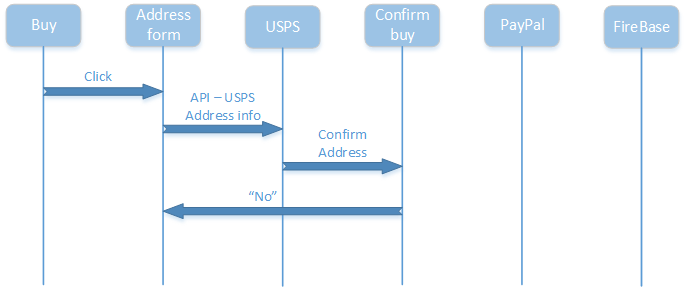 Buy
Address
form
USPS
Confirm
buy
PayPal
FireBase
Click
API – USPS
Address info
Confirm
Address
“No”